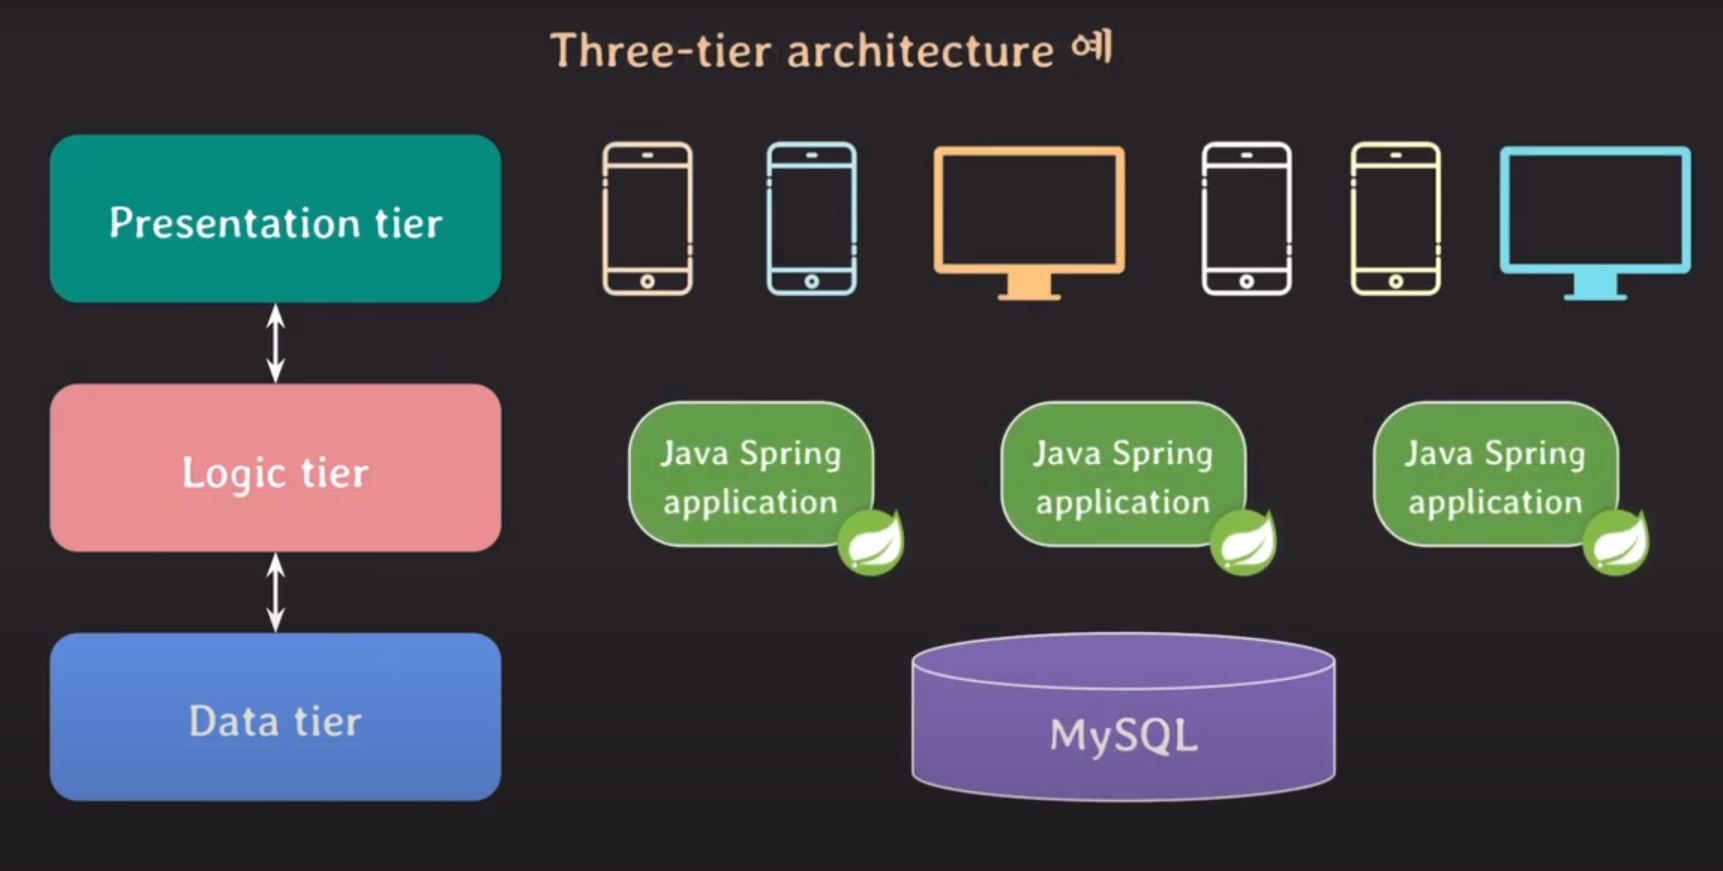 Three-tier architecture 예
Presentation tier
Logic tier
Java Spring
application
Java Spring
application
Java Spring
application
Data tier
MySQL